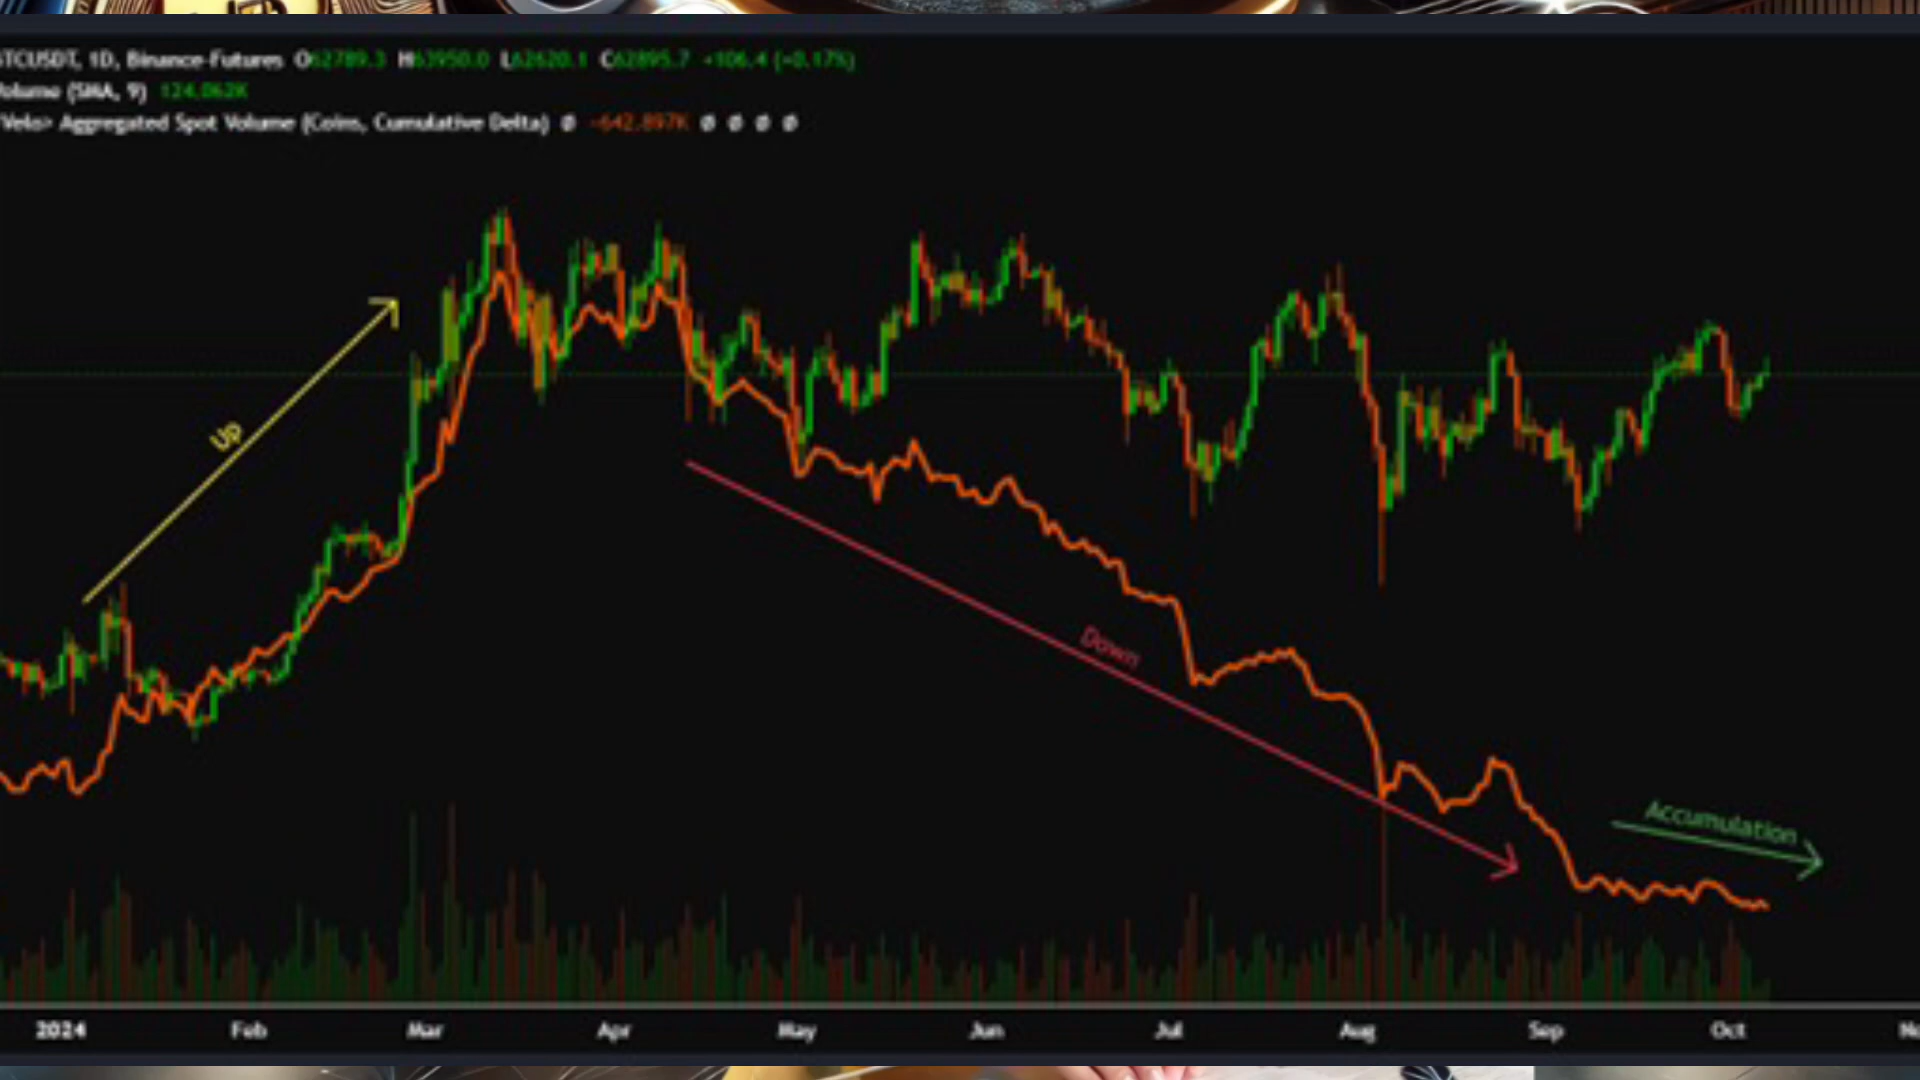 TCUSDT, 1D, Binance-Futures O62789.3 H63950.0 L62620.1 C62895.7 +106.4 (+0.17%)
Volume (SMA, 9) 124.062K
Velo> Aggregated Spot Volume (Coins, Cumulative Delta) ø -642.897K ø ø ø ø
Up
Down
Accumulation
2024 Feb Mar Apr May Jun Jul Aug Sep Oct